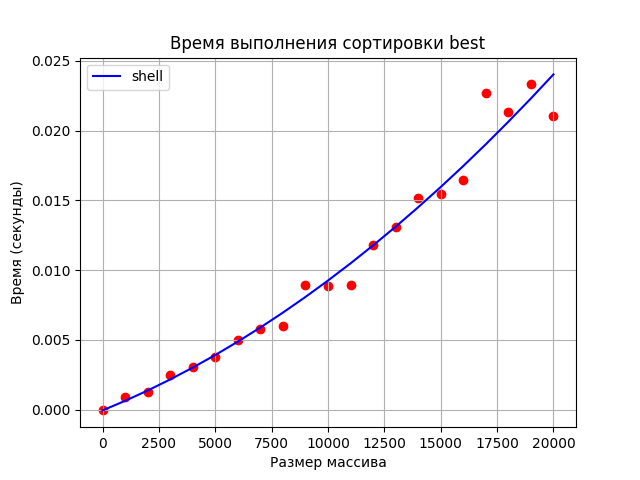 Время выполнения сортировки best
shell
Время (секунды)
0.025
0.020
0.015
0.010
0.005
0.000
0 2500 5000 7500 10000 12500 15000 17500 20000
Размер массива